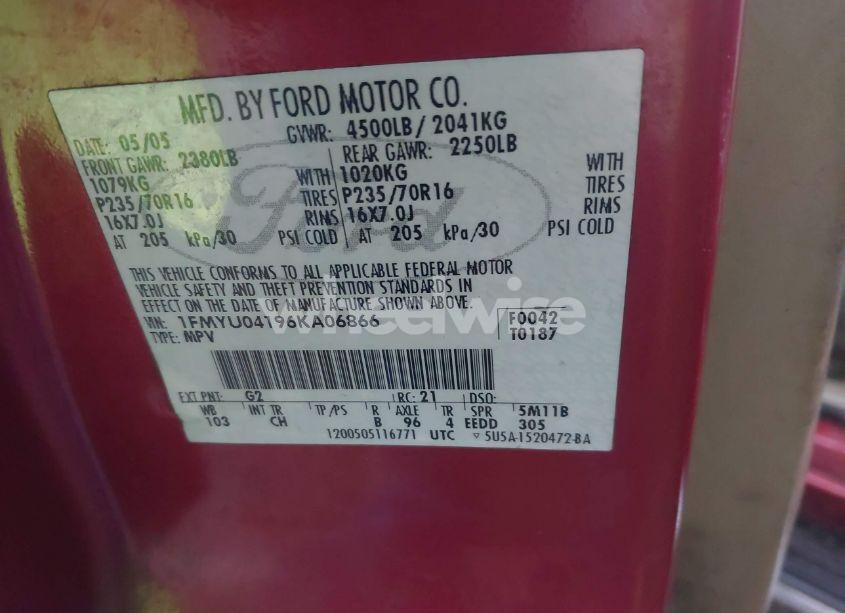 MFD. BY FORD MOTOR CO.
DATE: 05/05 GVWR: 4500LB/ 2041KG
FRONT GAWR: 2380LB REAR GAWR: 2250LB
1079KG WITH 1020KG WITH
P235/70R16 TIRES P235/70R16 TIRES
16X7.0J RIMS 16X7.0J RIMS
AT 205 kPa/30 PSI COLD AT 205 kPa/30 PSI COLD
Ford
THIS VEHICLE CONFORMS TO ALL APPLICABLE FEDERAL MOTOR
VEHICLE SAFETY AND THEFT PREVENTION STANDARDS IN
EFFECT ON THE DATE OF MANUFACTURE SHOWN ABOVE.
wheelwise
VIN: 1FMYU04196KA06866 F0042
TYPE: MPV T0187
EXT PNT: G2 RC: 21 DSO:
WB INT TR TP/PS R AXLE TR SPR 5M11B
103 CH B 96 4 EEDD 305
1200505116771 UTC ▽ 5U5A-1520472-BA